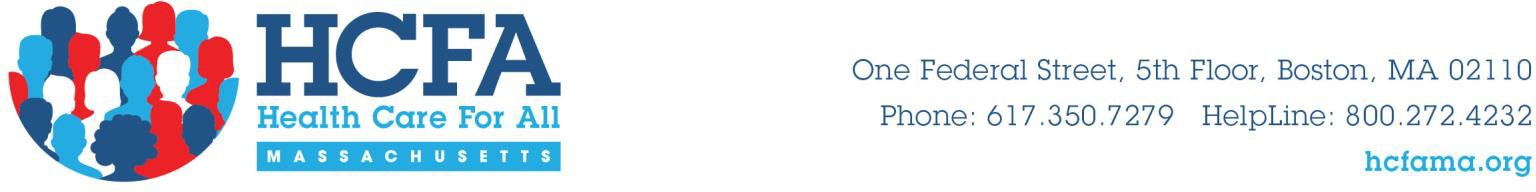 HCFA
Health Care For All
MASSACHUSETTS
One Federal Street, 5th Floor, Boston, MA 02110
Phone: 617.350.7279 HelpLine: 800.272.4232
hcfama.org